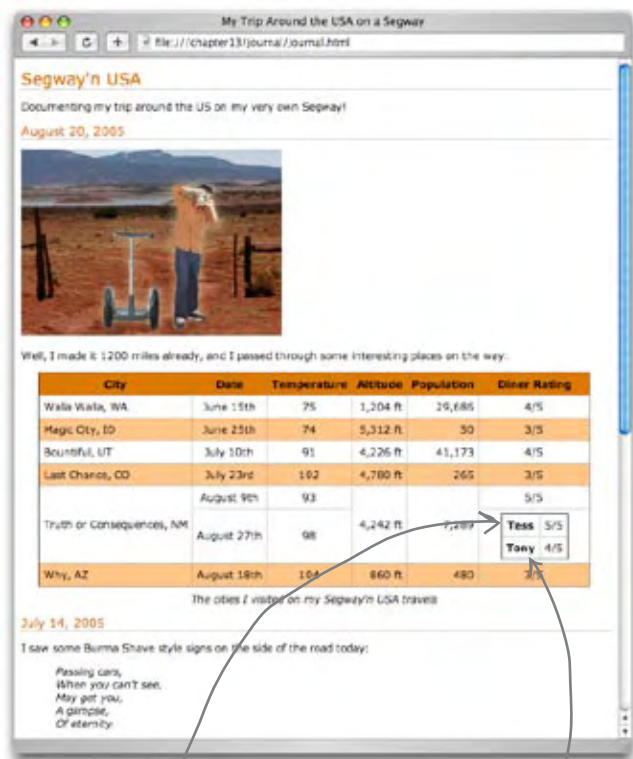 My Trip Around the USA on a Segway
file:///chapter13/journal/journal.html
Segway'n USA
Documenting my trip around the US on my very own Segway!
August 20, 2005
Well, I made it 1200 miles already, and I passed through some interesting places on the way:
City Date Temperature Altitude Population Diner Rating
Walla Walla, WA June 15th 75 1,204 ft 29,686 4/5
Magic City, ID June 25th 74 5,312 ft 50 3/5
Bountiful, UT July 10th 91 4,226 ft 41,173 4/5
Last Chance, CO July 23rd 102 4,780 ft 265 3/5
August 9th 93 5/5
Truth or Consequences, NM 4,242 ft 7,289
August 27th 98
Tess 5/5
Tony 4/5
Why, AZ August 18th 104 860 ft 480 3/5
The cities I visited on my Segway'n USA travels
July 14, 2005
I saw some Burma Shave style signs on the side of the road today:
Passing cars,
When you can't see,
May get you,
A glimpse,
Of eternity.